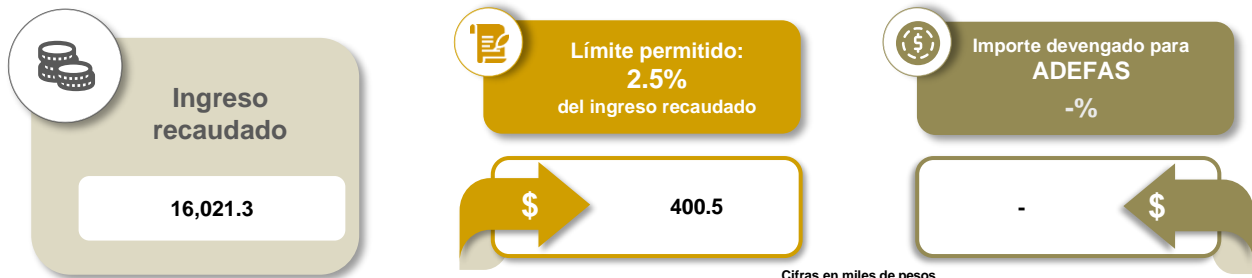 Ingreso
recaudado
16,021.3
Límite permitido:
2.5%
del ingreso recaudado
$
400.5
Importe devengado para
ADEFAS
-%
-
$
Cifras en miles de pesos